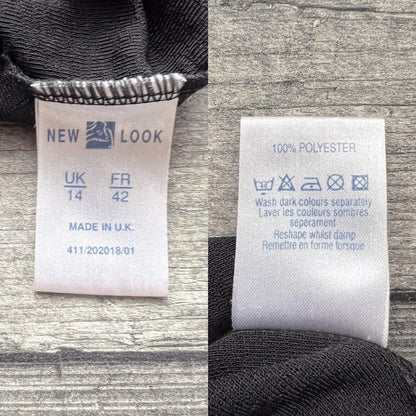 NEW LOOK
UK FR
14 42
MADE IN U.K.
411/202018/01
100% POLYESTER
Wash dark colours separately
Laver les couleurs sombres
seperament
Reshape whilst damp
Remettre en forme lorsque